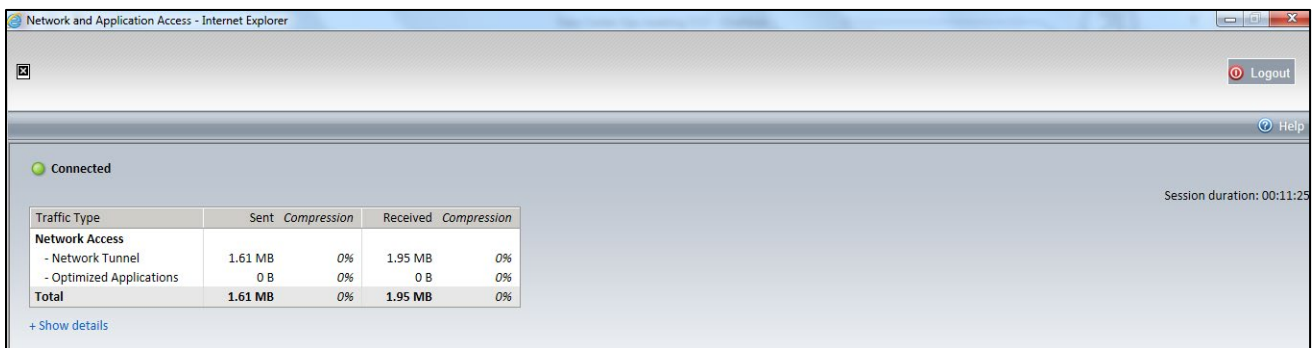 Network and Application Access - Internet Explorer
Logout
Help
Connected
Session duration: 00:11:25
Traffic Type Sent Compression Received Compression
Network Access
- Network Tunnel 1.61 MB 0% 1.95 MB 0%
- Optimized Applications 0 B 0% 0 B 0%
Total 1.61 MB 0% 1.95 MB 0%
+ Show details